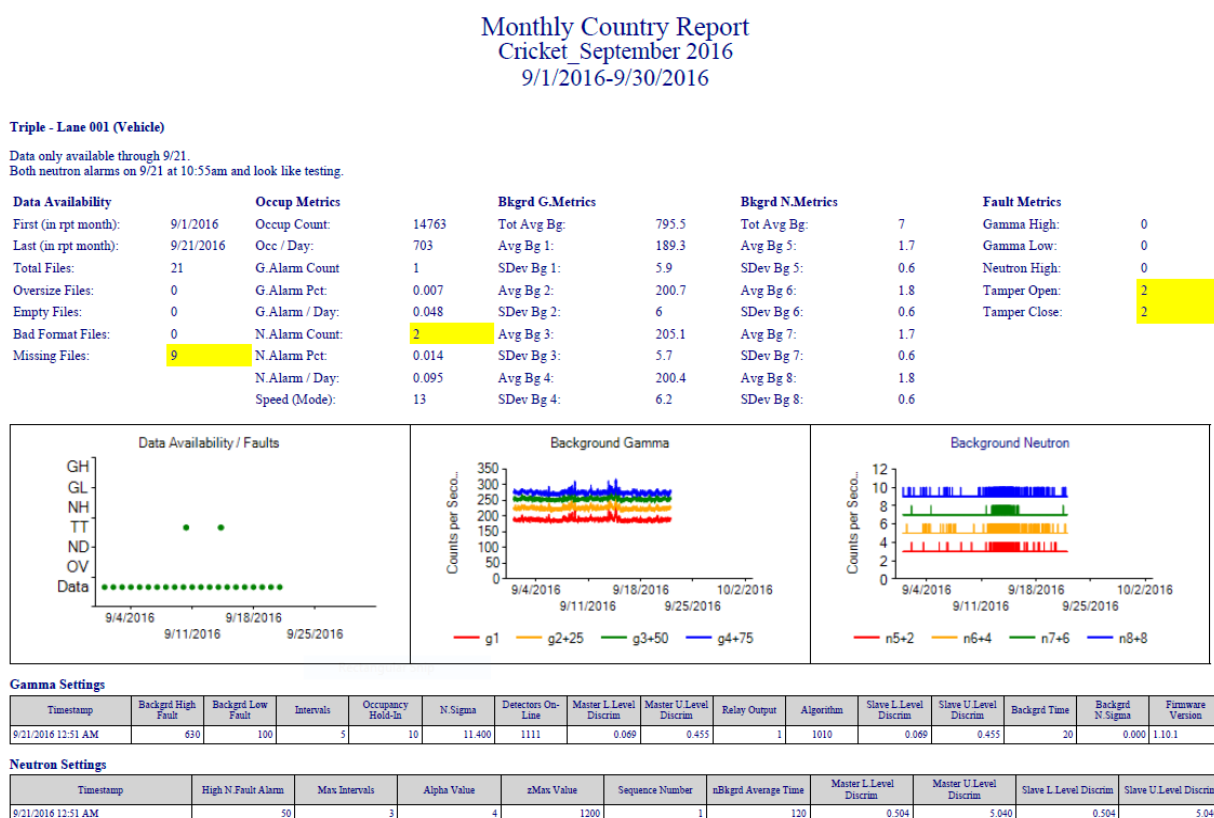 Monthly Country Report
Cricket_September 2016
9/1/2016-9/30/2016
Triple - Lane 001 (Vehicle)
Data only available through 9/21.
Both neutron alarms on 9/21 at 10:55am and look like testing.
Data Availability Occup Metrics Bkgrd G.Metrics Bkgrd N.Metrics Fault Metrics
First (in rpt month): 9/1/2016 Occup Count: 14763 Tot Avg Bg: 795.5 Tot Avg Bg: 7 Gamma High: 0
Last (in rpt month): 9/21/2016 Occ / Day: 703 Avg Bg 1: 189.3 Avg Bg 5: 1.7 Gamma Low: 0
Total Files: 21 G.Alarm Count 1 SDev Bg 1: 5.9 SDev Bg 5: 0.6 Neutron High: 0
Oversize Files: 0 G.Alarm Pct: 0.007 Avg Bg 2: 200.7 Avg Bg 6: 1.8 Tamper Open: 2
Empty Files: 0 G.Alarm / Day: 0.048 SDev Bg 2: 6 SDev Bg 6: 0.6 Tamper Close: 2
Bad Format Files: 0 N.Alarm Count: 2 Avg Bg 3: 205.1 Avg Bg 7: 1.7
Missing Files: 9 N.Alarm Pct: 0.014 SDev Bg 3: 5.7 SDev Bg 7: 0.6
N.Alarm / Day: 0.095 Avg Bg 4: 200.4 Avg Bg 8: 1.8
Speed (Mode): 13 SDev Bg 4: 6.2 SDev Bg 8: 0.6
Data Availability / Faults
GH
GL
NH
TT
ND
OV
Data
9/4/2016 9/18/2016
9/11/2016 9/25/2016
Background Gamma
Counts per Seco...
350
300
250
200
150
100
50
0
9/4/2016 9/18/2016 10/2/2016
9/11/2016 9/25/2016
g1 g2+25 g3+50 g4+75
Background Neutron
Counts per Seco...
12
10
8
6
4
2
0
9/4/2016 9/18/2016 10/2/2016
9/11/2016 9/25/2016
n5+2 n6+4 n7+6 n8+8
Gamma Settings
Timestamp Backgrd High Fault Backgrd Low Fault Intervals Occupancy Hold-In N.Sigma Detectors On-Line Master L.Level Discrim Master U.Level Discrim Relay Output Algorithm Slave L.Level Discrim Slave U.Level Discrim Backgrd Time Backgrd N.Sigma Firmware Version
9/21/2016 12:51 AM 630 100 5 10 11.400 1111 0.069 0.455 1 1010 0.069 0.455 20 0.000 1.10.1
Neutron Settings
Timestamp High N.Fault Alarm Max Intervals Alpha Value zMax Value Sequence Number nBkgrd Average Time Master L.Level Discrim Master U.Level Discrim Slave L.Level Discrim Slave U.Level Discrim
9/21/2016 12:51 AM 50 3 4 1200 1 120 0.504 5.040 0.504 5.04